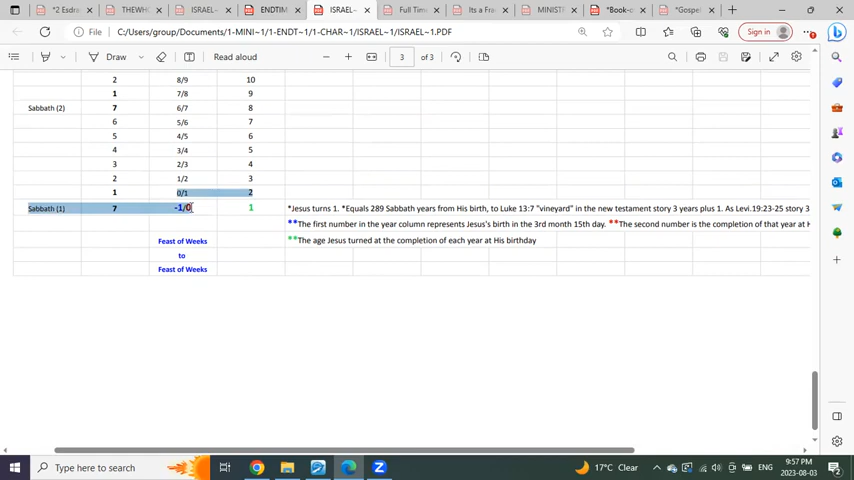 *2 Esdras
THEWHO
ISRAEL
ENDTIM
ISRAEL~
Full Time
Its a Fra
MINISTR
*Book-o
*Gospel
File
C:/Users/group/Documents/1-MINI~1/1-ENDT~1/1-CHAR~1/ISRAEL~1/ISRAEL~1.PDF
Sign in
Draw
Read aloud
3
of 3
2 8/9 10
1 7/8 9
Sabbath (2) 7 6/7 8
6 5/6 7
5 4/5 6
4 3/4 5
3 2/3 4
2 1/2 3
1 0/1 2
Sabbath (1) 7 -1/0 1 *Jesus turns 1. *Equals 289 Sabbath years from His birth, to Luke 13:7 "vineyard" in the new testament story 3 years plus 1. As Levi.19:23-25 story 3
**The first number in the year column represents Jesus's birth in the 3rd month 15th day. **The second number is the completion of that year at H
Feast of Weeks **The age Jesus turned at the completion of each year at His birthday
to
Feast of Weeks
Type here to search
17°C Clear
ENG
9:57 PM
2023-08-03
2